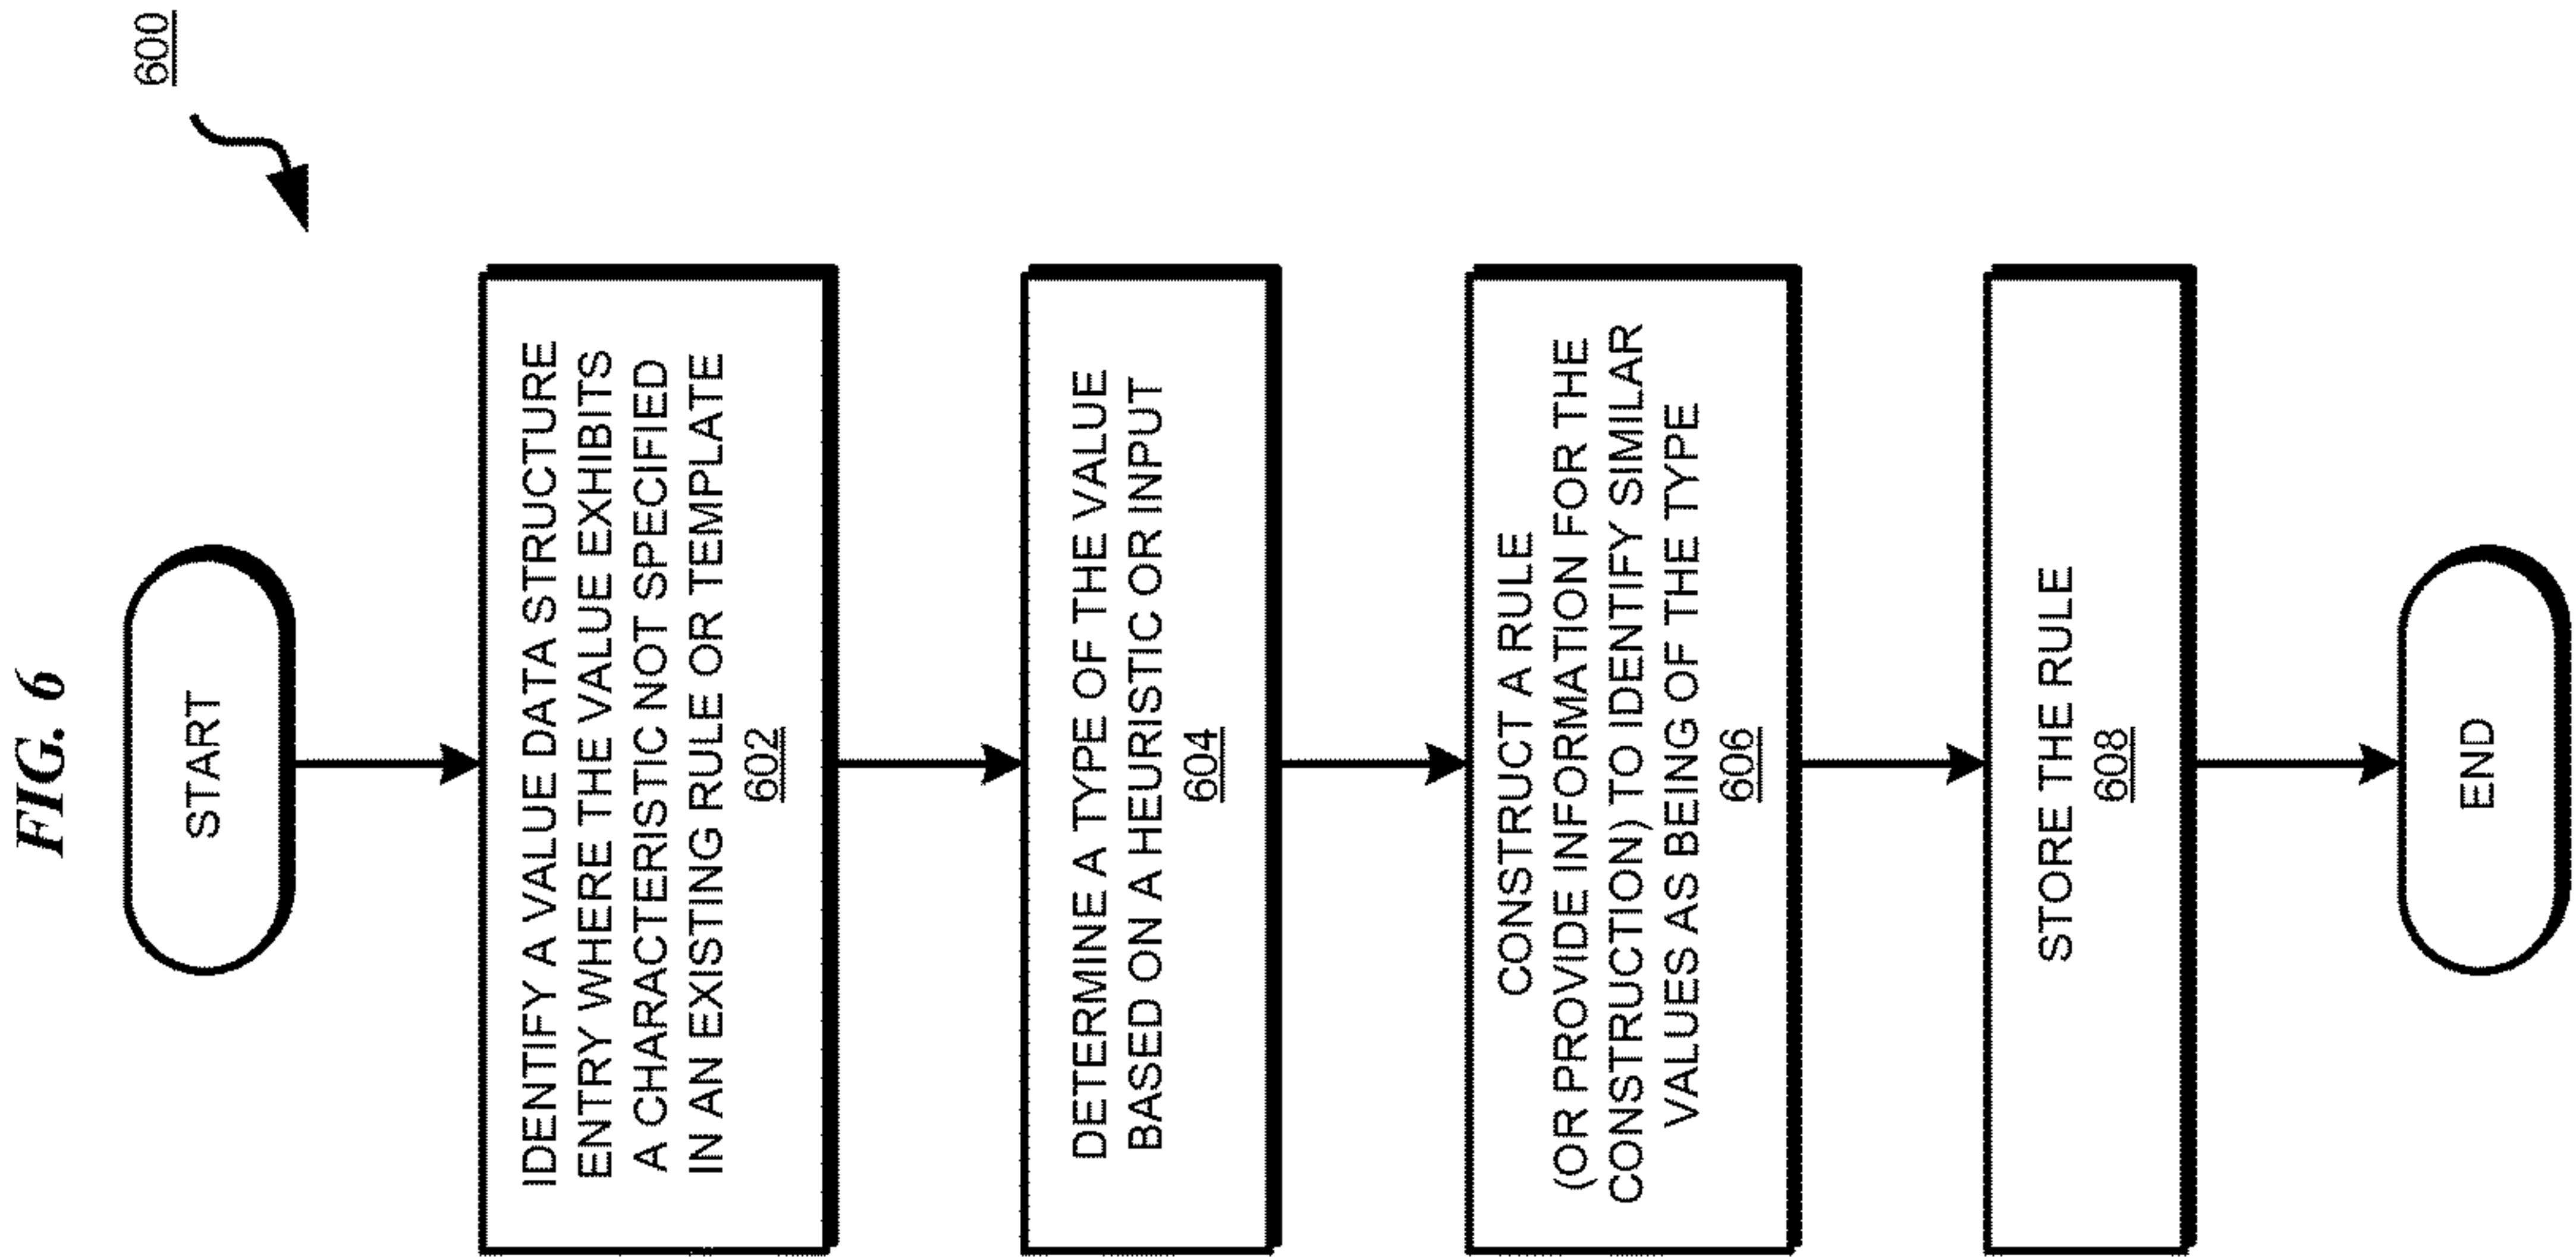 FIG. 6
600
START
IDENTIFY A VALUE DATA STRUCTURE
ENTRY WHERE THE VALUE EXHIBITS
A CHARACTERISTIC NOT SPECIFIED
IN AN EXISTING RULE OR TEMPLATE
602
DETERMINE A TYPE OF THE VALUE
BASED ON A HEURISTIC OR INPUT
604
CONSTRUCT A RULE
(OR PROVIDE INFORMATION FOR THE
CONSTRUCTION) TO IDENTIFY SIMILAR
VALUES AS BEING OF THE TYPE
606
STORE THE RULE
608
END